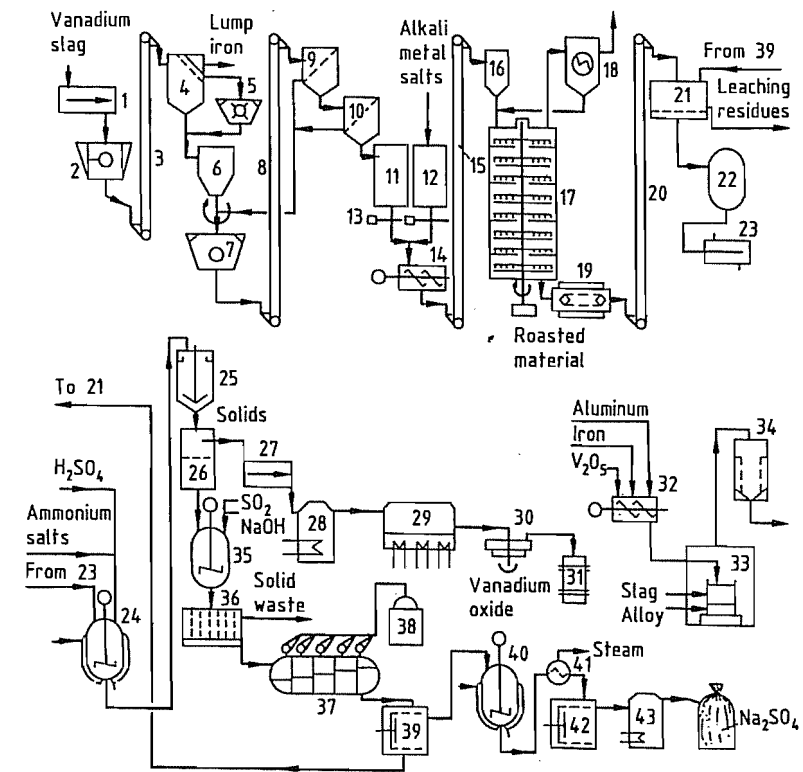 Vanadium
slag
Lump
iron
Alkali
metal
salts
From 39
Leaching
residues
1
2
3
4
5
6
7
8
9
10
11
12
13
14
15
16
17
18
19
20
21
22
23
Roasted
material
To 21
25
Solids
26
27
H₂SO₄
Ammonium
salts
From 23
24
SO₂
NaOH
35
28
29
30
31
Vanadium
oxide
Aluminum
Iron
V₂O₅
32
34
33
Slag
Alloy
Solid
waste
36
37
38
39
40
Steam
41
42
43
Na₂SO₄